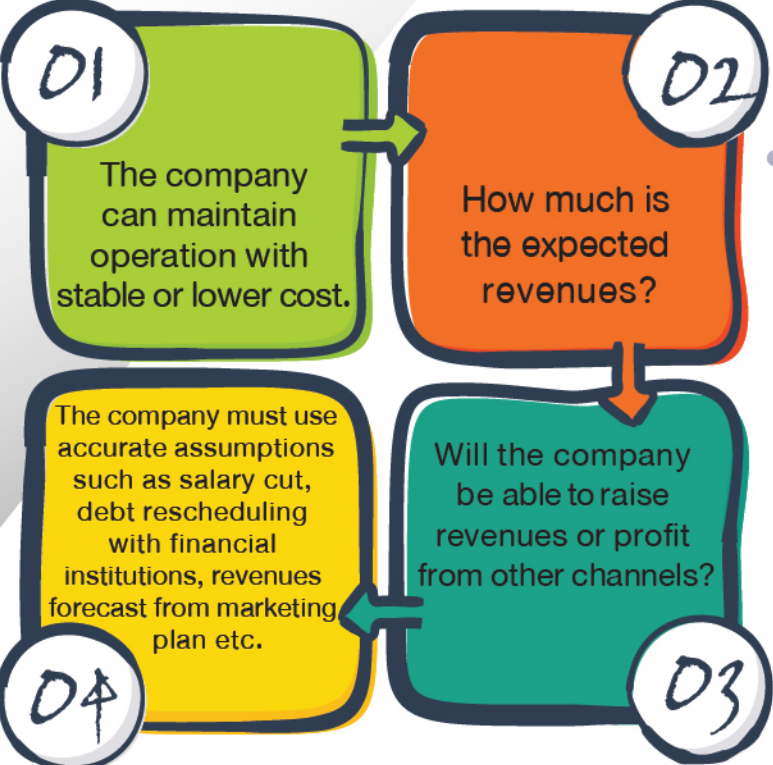 01
The company
can maintain
operation with
stable or lower cost.
02
How much is
the expected
revenues?
03
Will the company
be able to raise
revenues or profit
from other channels?
04
The company must use
accurate assumptions
such as salary cut,
debt rescheduling
with financial
institutions, revenues
forecast from marketing
plan etc.